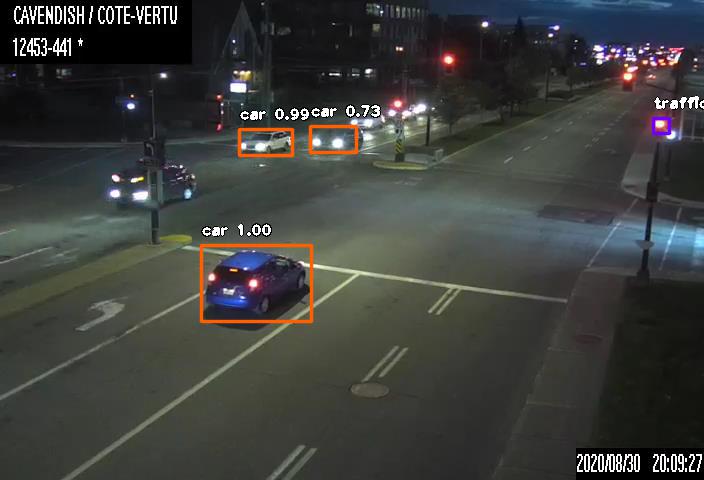 CAVENDISH / COTE-VERTU
12453-441 *
car 0.99
car 0.73
traffic
car 1.00
2020/08/30 20:09:27